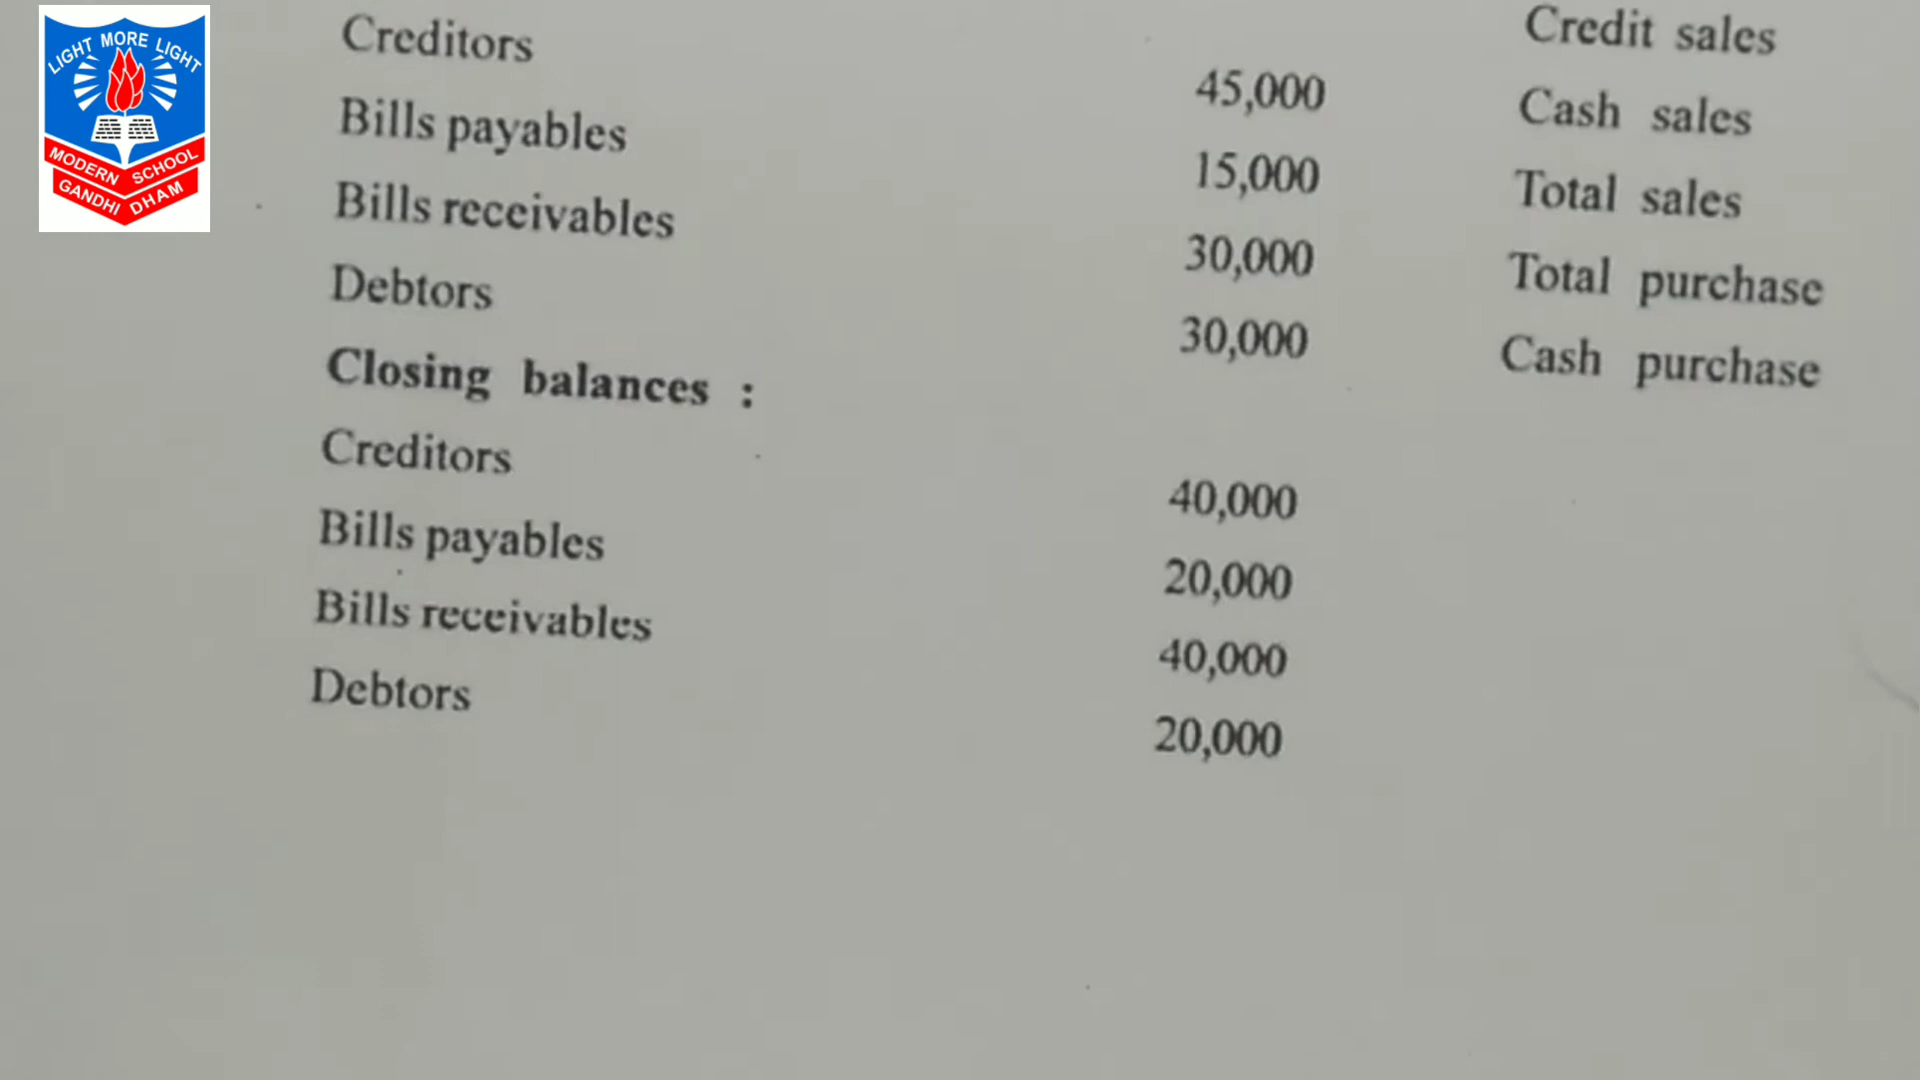 LIGHT MORE LIGHT
MODERN SCHOOL
GANDHI DHAM
Creditors 45,000
Bills payables 15,000
Bills receivables 30,000
Debtors 30,000
Closing balances :
Creditors 40,000
Bills payables 20,000
Bills receivables 40,000
Debtors 20,000
Credit sales
Cash sales
Total sales
Total purchase
Cash purchase